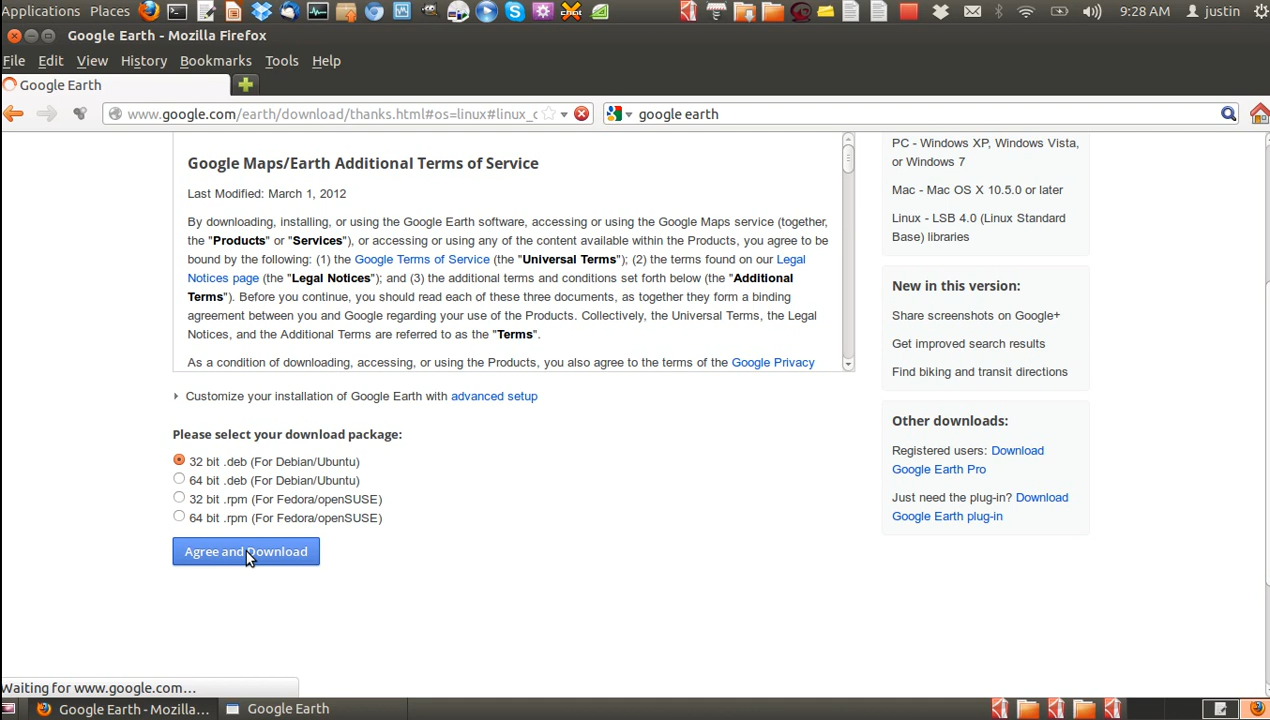 Applications Places 9:28 AM justin
Google Earth - Mozilla Firefox
File Edit View History Bookmarks Tools Help
Google Earth
www.google.com/earth/download/thanks.html#os=linux#linux_c google earth
Google Maps/Earth Additional Terms of Service
Last Modified: March 1, 2012
By downloading, installing, or using the Google Earth software, accessing or using the Google Maps service (together,
the "Products" or "Services"), or accessing or using any of the content available within the Products, you agree to be
bound by the following: (1) the Google Terms of Service (the "Universal Terms"); (2) the terms found on our Legal
Notices page (the "Legal Notices"); and (3) the additional terms and conditions set forth below (the "Additional
Terms"). Before you continue, you should read each of these three documents, as together they form a binding
agreement between you and Google regarding your use of the Products. Collectively, the Universal Terms, the Legal
Notices, and the Additional Terms are referred to as the "Terms".
As a condition of downloading, accessing, or using the Products, you also agree to the terms of the Google Privacy
Customize your installation of Google Earth with advanced setup
Please select your download package:
32 bit .deb (For Debian/Ubuntu)
64 bit .deb (For Debian/Ubuntu)
32 bit .rpm (For Fedora/openSUSE)
64 bit .rpm (For Fedora/openSUSE)
Agree and Download
PC - Windows XP, Windows Vista,
or Windows 7
Mac - Mac OS X 10.5.0 or later
Linux - LSB 4.0 (Linux Standard
Base) libraries
New in this version:
Share screenshots on Google+
Get improved search results
Find biking and transit directions
Other downloads:
Registered users: Download
Google Earth Pro
Just need the plug-in? Download
Google Earth plug-in
Waiting for www.google.com...
Google Earth - Mozilla... Google Earth